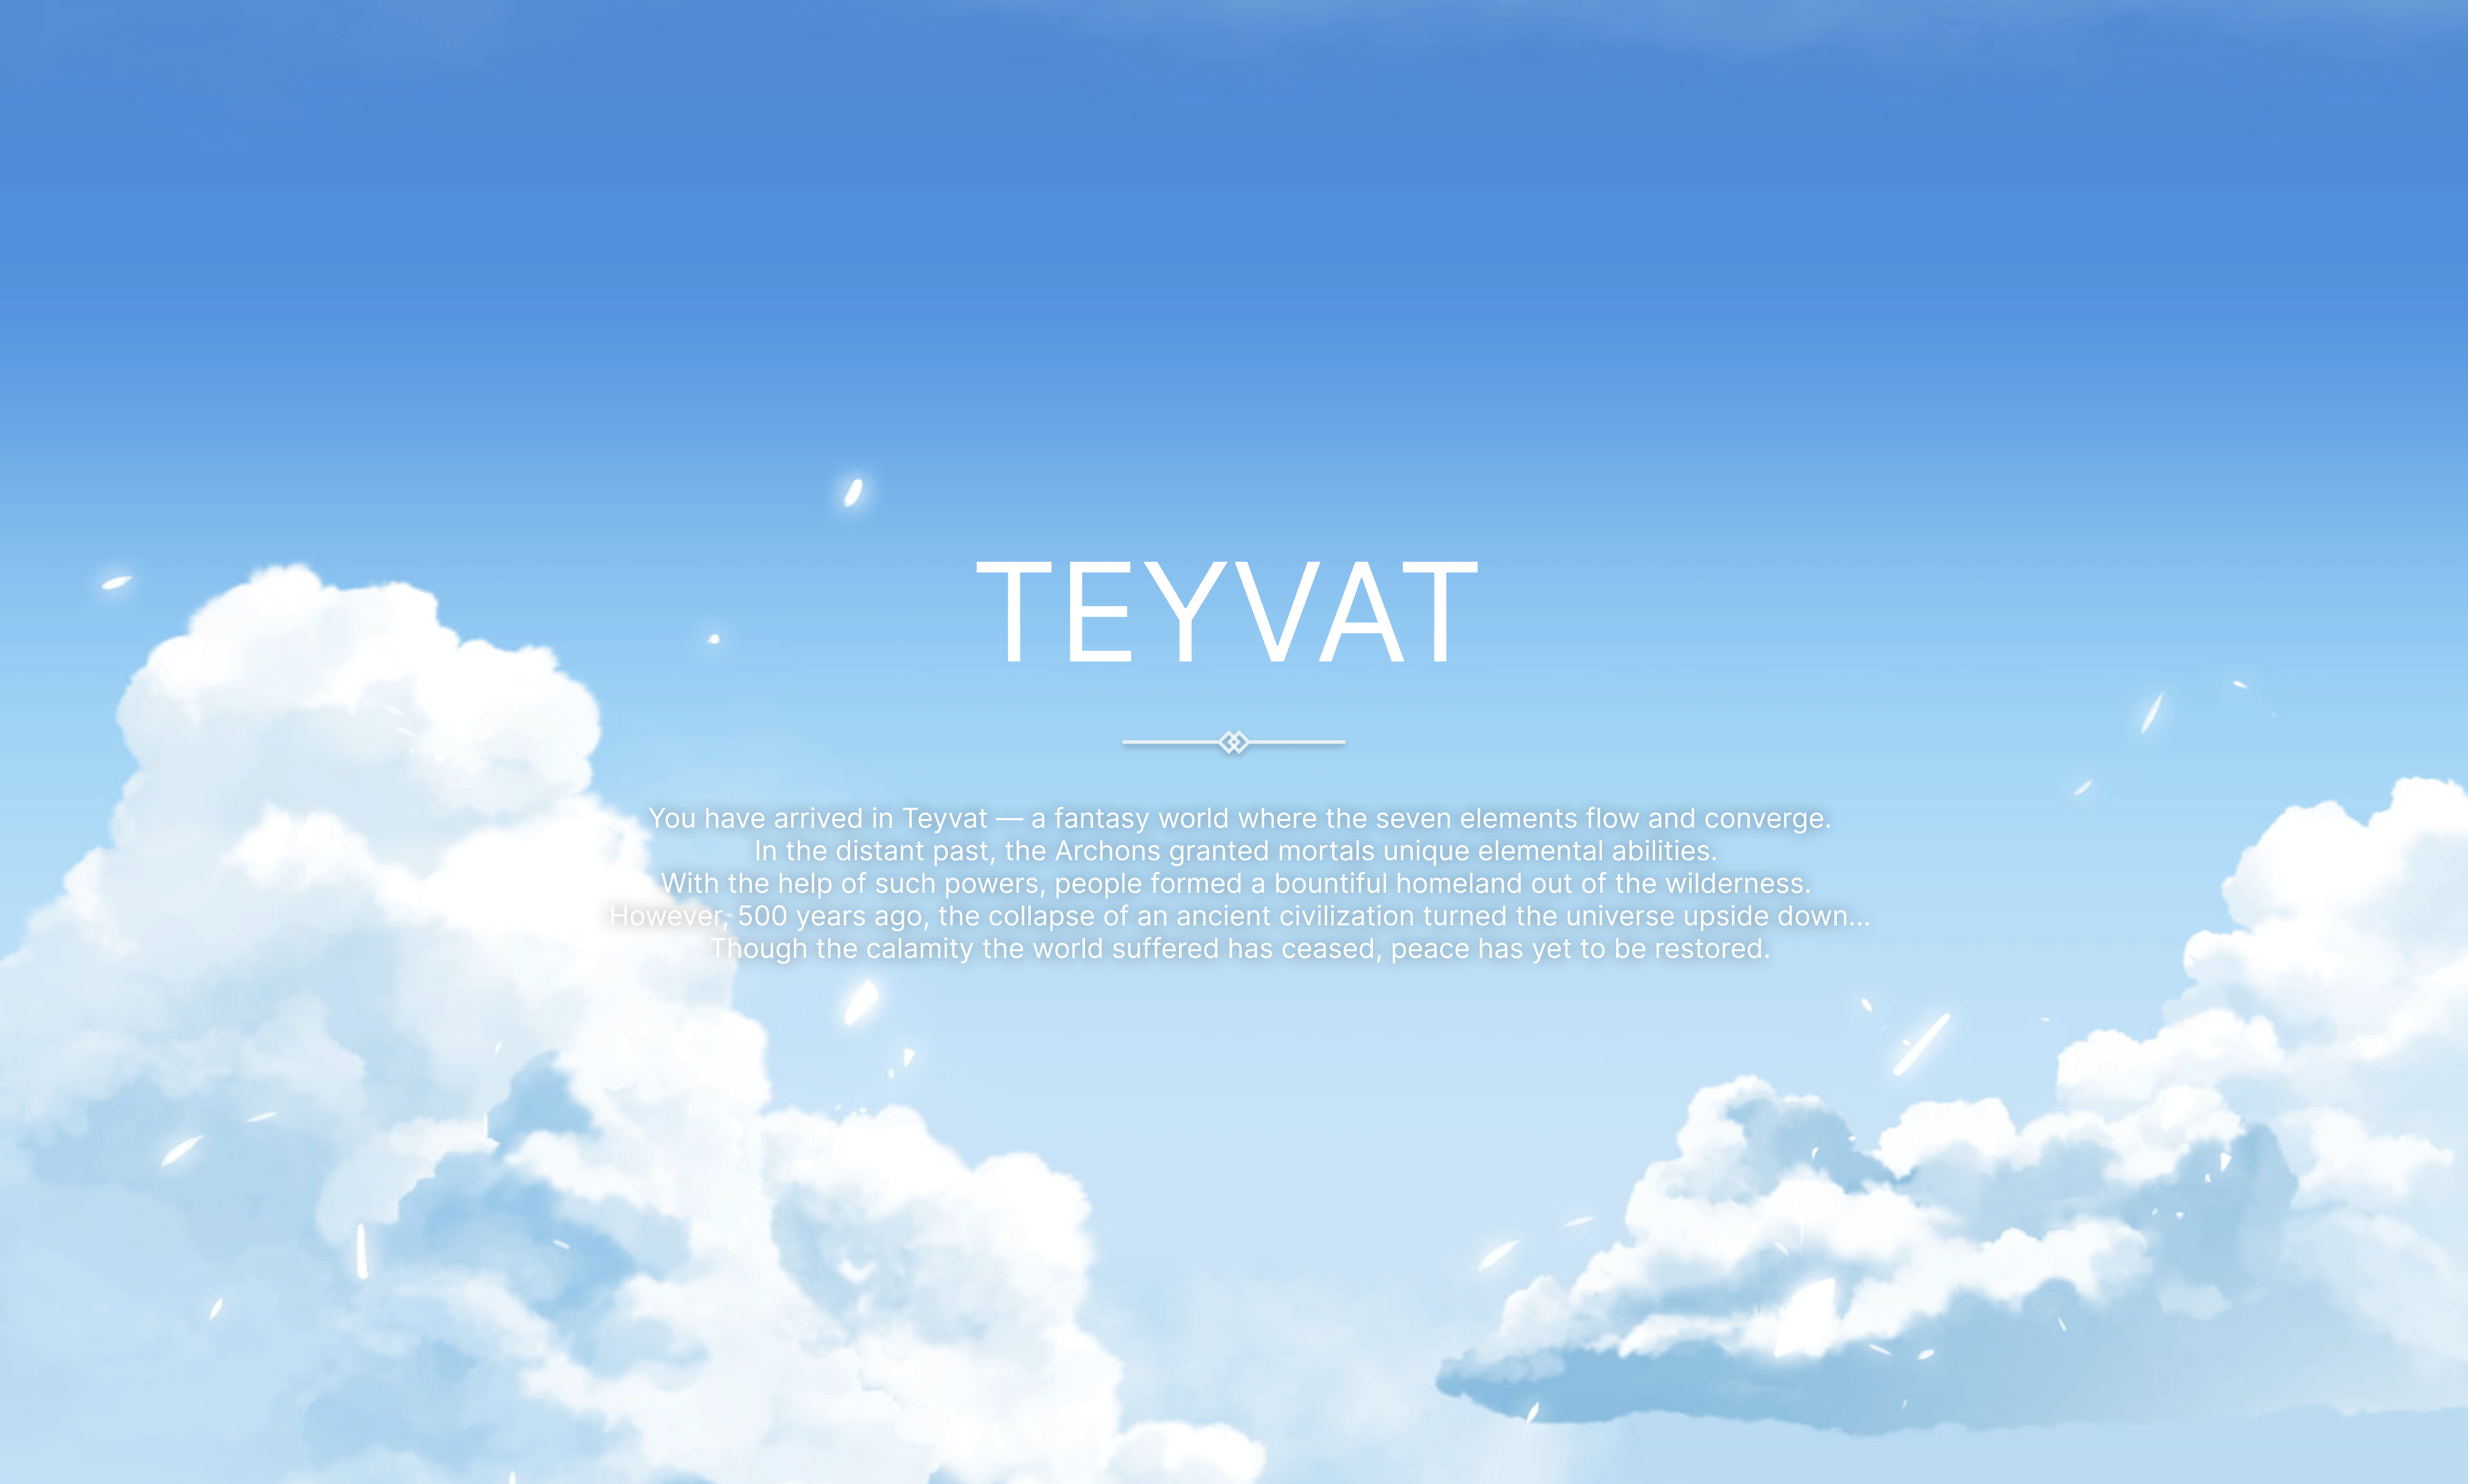 TEYVAT
You have arrived in Teyvat — a fantasy world where the seven elements flow and converge.
In the distant past, the Archons granted mortals unique elemental abilities.
With the help of such powers, people formed a bountiful homeland out of the wilderness.
However, 500 years ago, the collapse of an ancient civilization turned the universe upside down...
Though the calamity the world suffered has ceased, peace has yet to be restored.